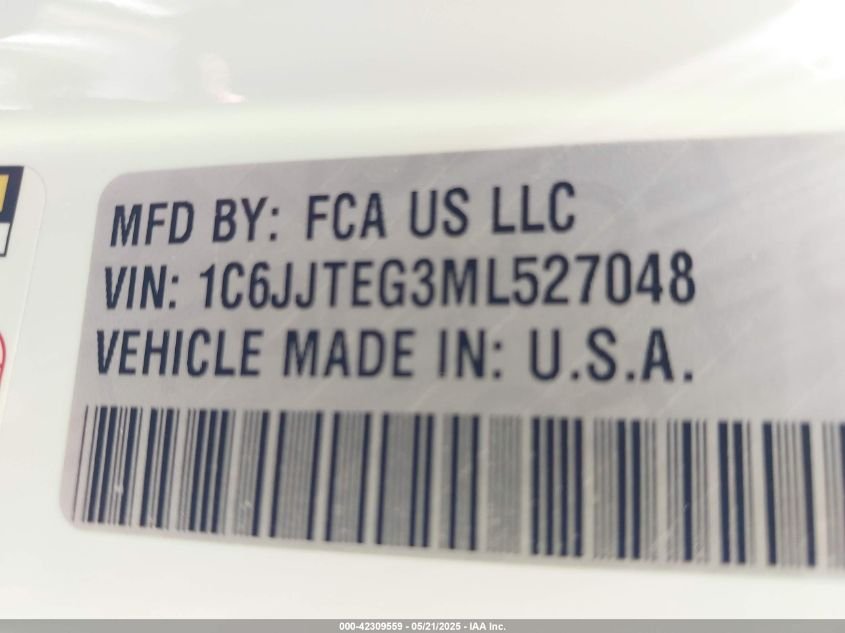 MFD BY: FCA US LLC
VIN: 1C6JJTEG3ML527048
VEHICLE MADE IN: U.S.A.
000-42309559 - 05/21/2025 - IAA Inc.